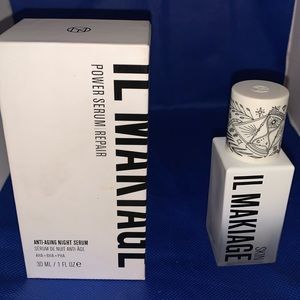 IL MAKIAGE
POWER SERUM REPAIR
ANTI-AGING NIGHT SERUM
SÉRUM DE NUIT ANTI-ÂGE
AHA + BHA + PHA
30 ML / 1 FL OZ ℮
IL MAKIAGE
SKIN